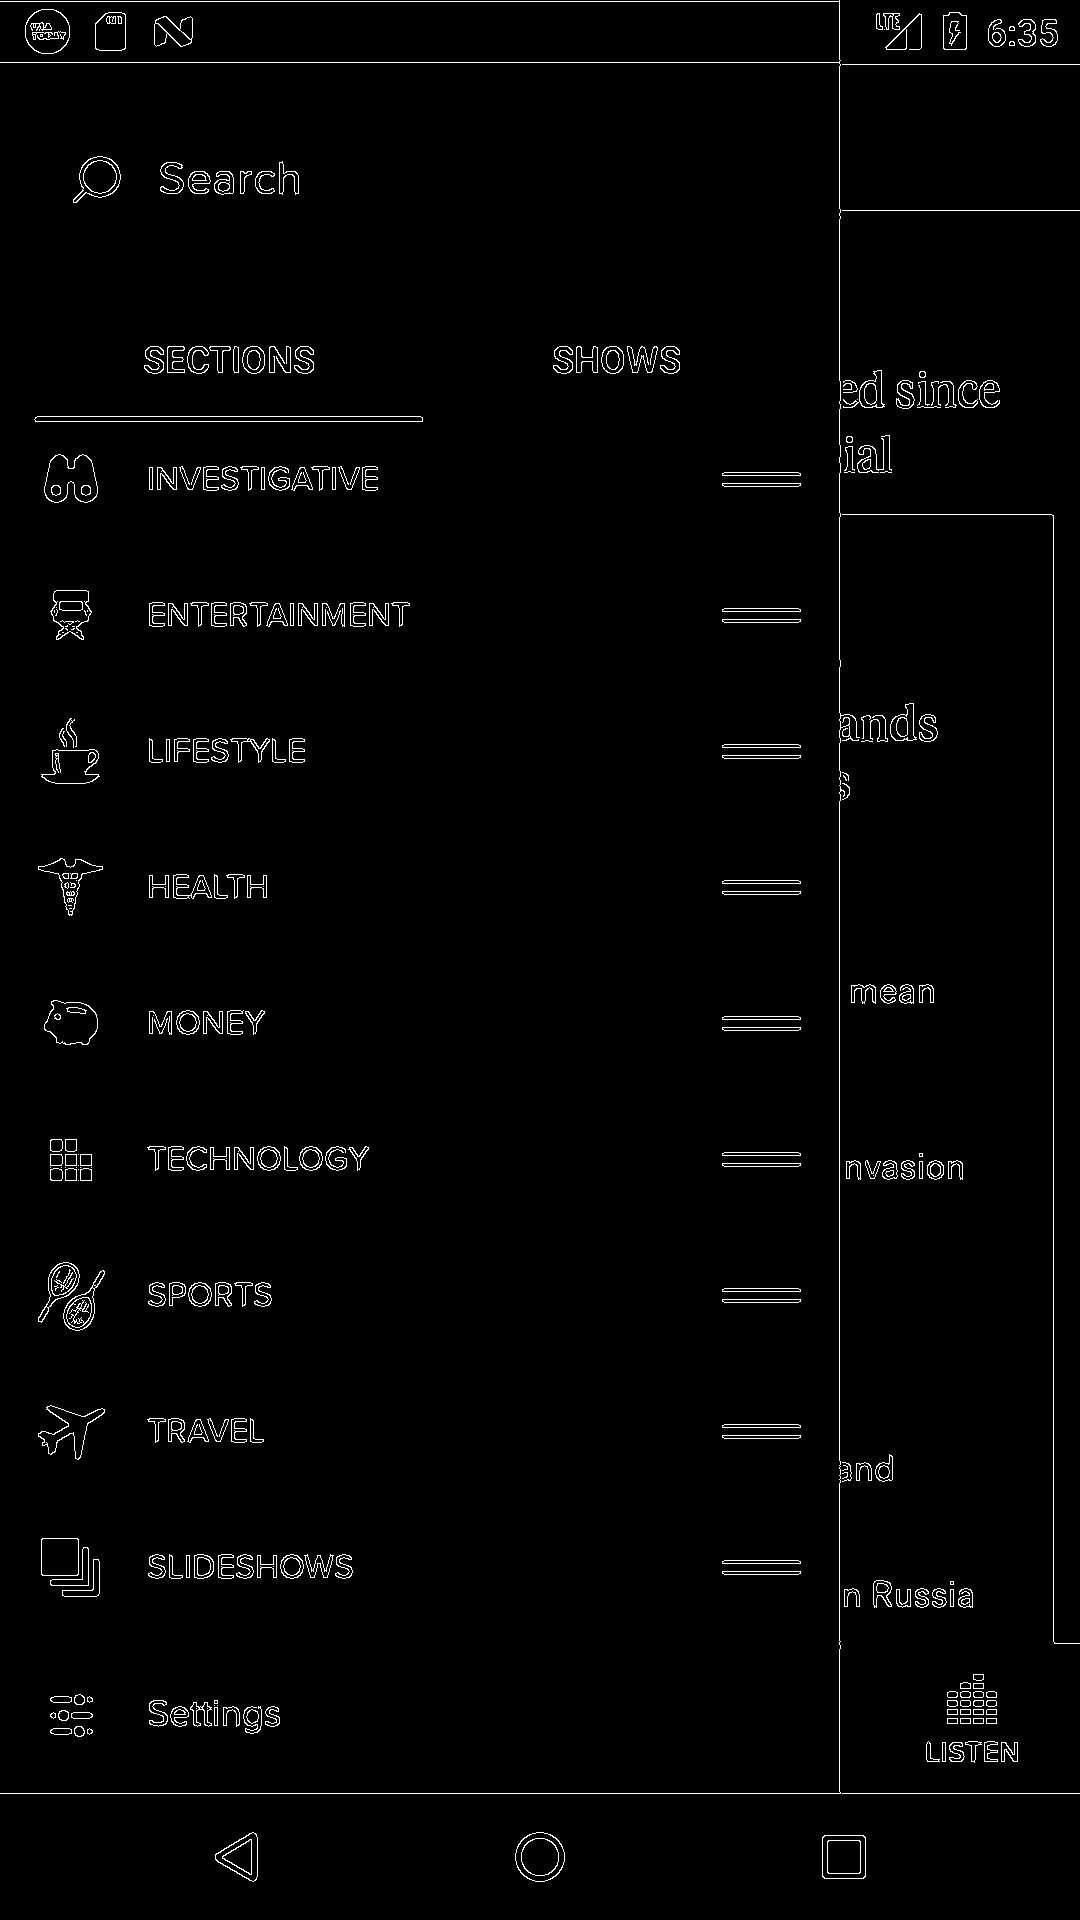 LTE 6:35
Search
SECTIONS SHOWS
ed since
ial
INVESTIGATIVE
ENTERTAINMENT
ands
s
LIFESTYLE
HEALTH
mean
MONEY
TECHNOLOGY
nvasion
SPORTS
TRAVEL
and
SLIDESHOWS
n Russia
Settings
LISTEN